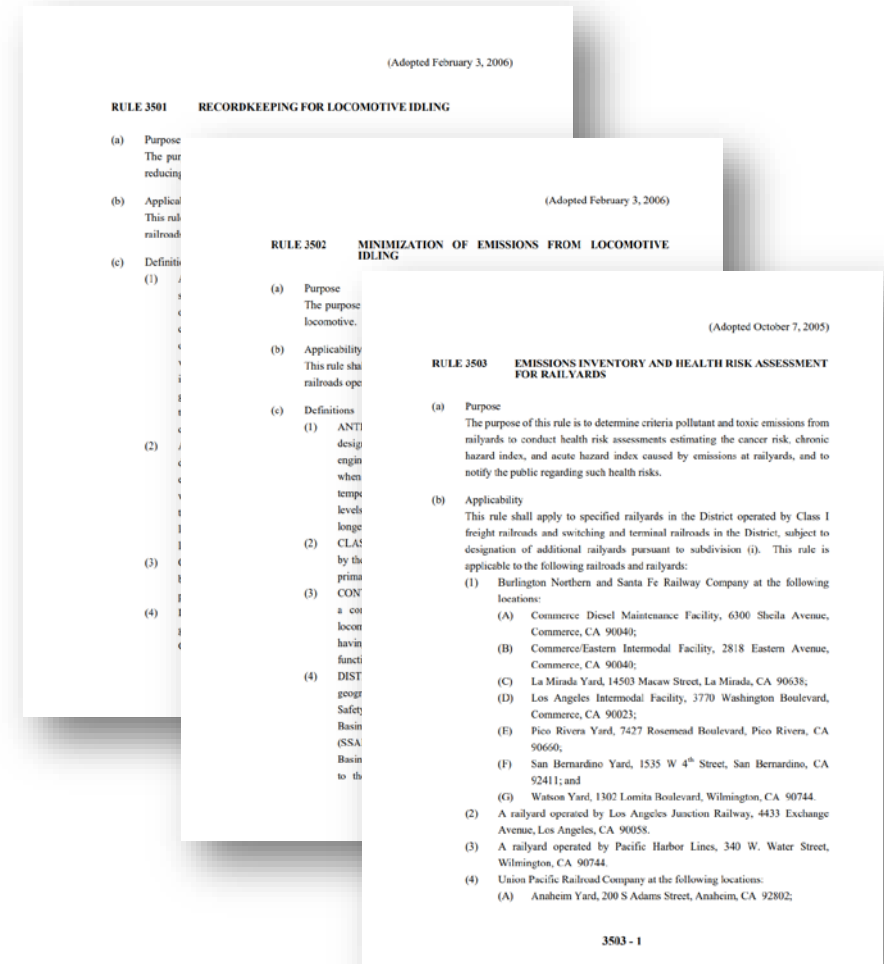 (Adopted February 3, 2006)
RULE 3501 RECORDKEEPING FOR LOCOMOTIVE IDLING
(a) Purpose
The pur
reducing
(b) Applical
This rul
railroad
(c) Definiti
(1)
(2)
(3)
(4)
(Adopted February 3, 2006)
RULE 3502 MINIMIZATION OF EMISSIONS FROM LOCOMOTIVE
IDLING
(a) Purpose
The purpose
locomotive.
(b) Applicability
This rule sha
railroads ope
(c) Definitions
(1) ANTI
desig
engin
when
tempe
levels
longe
(2) CLAS
by the
prima
(3) CON
a con
locom
havin
functi
(4) DIST
geogr
Safety
Basin
(SSA
Basin
to the
(Adopted October 7, 2005)
RULE 3503 EMISSIONS INVENTORY AND HEALTH RISK ASSESSMENT
FOR RAILYARDS
(a) Purpose
The purpose of this rule is to determine criteria pollutant and toxic emissions from
railyards to conduct health risk assessments estimating the cancer risk, chronic
hazard index, and acute hazard index caused by emissions at railyards, and to
notify the public regarding such health risks.
(b) Applicability
This rule shall apply to specified railyards in the District operated by Class I
freight railroads and switching and terminal railroads in the District, subject to
designation of additional railyards pursuant to subdivision (i). This rule is
applicable to the following railroads and railyards:
(1) Burlington Northern and Santa Fe Railway Company at the following
locations:
(A) Commerce Diesel Maintenance Facility, 6300 Sheila Avenue,
Commerce, CA 90040;
(B) Commerce/Eastern Intermodal Facility, 2818 Eastern Avenue,
Commerce, CA 90040;
(C) La Mirada Yard, 14503 Macaw Street, La Mirada, CA 90638;
(D) Los Angeles Intermodal Facility, 3770 Washington Boulevard,
Commerce, CA 90023;
(E) Pico Rivera Yard, 7427 Rosemead Boulevard, Pico Rivera, CA
90660;
(F) San Bernardino Yard, 1535 W 4th Street, San Bernardino, CA
92411; and
(G) Watson Yard, 1302 Lomita Boulevard, Wilmington, CA 90744.
(2) A railyard operated by Los Angeles Junction Railway, 4433 Exchange
Avenue, Los Angeles, CA 90058.
(3) A railyard operated by Pacific Harbor Lines, 340 W. Water Street,
Wilmington, CA 90744.
(4) Union Pacific Railroad Company at the following locations:
(A) Anaheim Yard, 200 S Adams Street, Anaheim, CA 92802;
3503 - 1